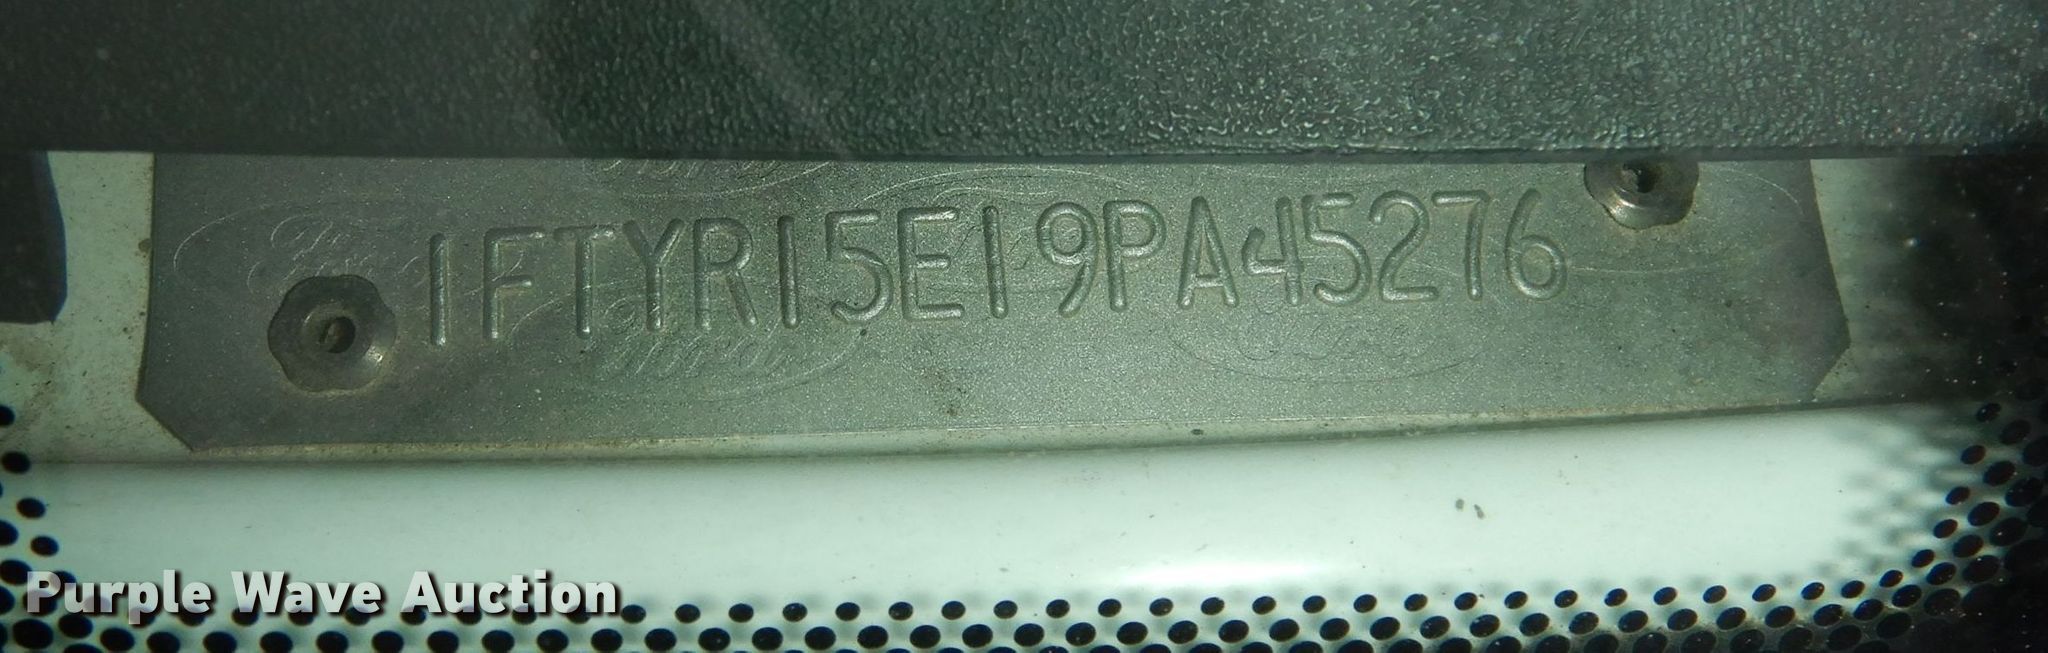 1FTYR15E19PA45276
Purple Wave Auction